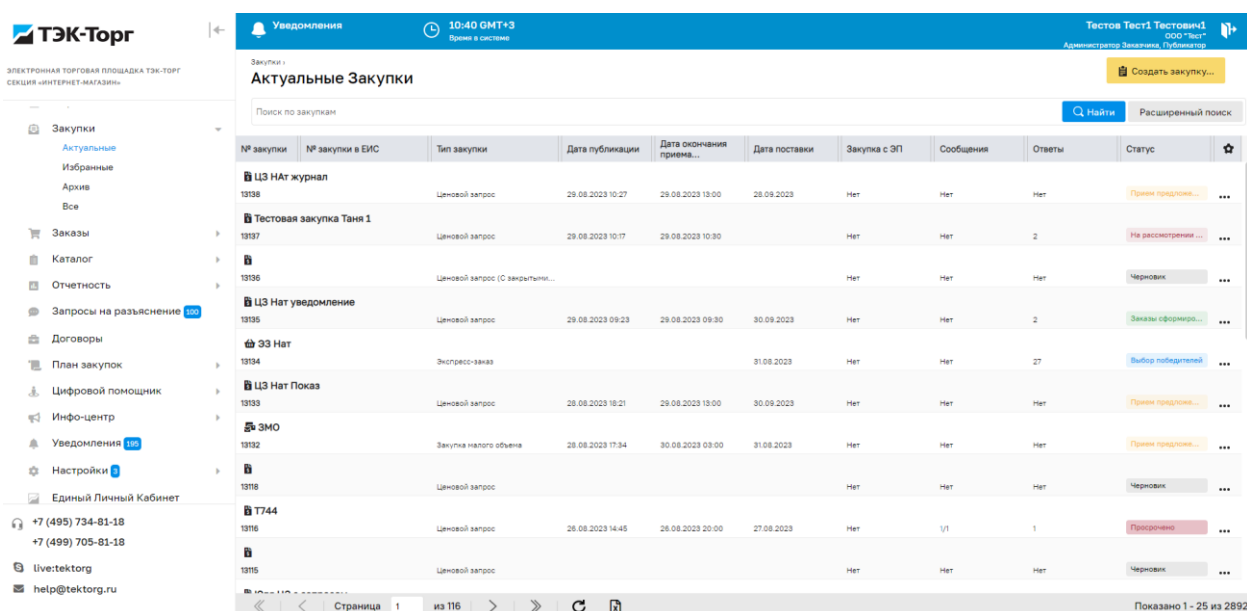 ТЭК-Торг
ЭЛЕКТРОННАЯ ТОРГОВАЯ ПЛОЩАДКА ТЭК-ТОРГ
СЕКЦИЯ «ИНТЕРНЕТ-МАГАЗИН»
Закупки
Актуальные
Избранные
Архив
Все
Заказы
Каталог
Отчетность
Запросы на разъяснение 100
Договоры
План закупок
Цифровой помощник
Инфо-центр
Уведомления 195
Настройки 3
Единый Личный Кабинет
+7 (495) 734-81-18
+7 (499) 705-81-18
live:tektorg
help@tektorg.ru
Уведомления
10:40 GMT+3
Время в системе
Тестов Тест1 Тестович1
ООО "Тест"
Администратор Заказчика, Публикатор
Закупки ›
Актуальные Закупки
Создать закупку...
Поиск по закупкам
Найти
Расширенный поиск
№ закупки № закупки в ЕИС Тип закупки Дата публикации Дата окончания приема... Дата поставки Закупка с ЭП Сообщения Ответы Статус
ЦЗ НАт журнал
13138 Ценовой запрос 29.08.2023 10:27 29.08.2023 13:00 28.09.2023 Нет Нет Нет Прием предложе... ...
Тестовая закупка Таня 1
13137 Ценовой запрос 29.08.2023 10:17 29.08.2023 10:30 Нет Нет 2 На рассмотрении ... ...
13136 Ценовой запрос (С закрытыми... Нет Нет Нет Черновик ...
ЦЗ Нат уведомление
13135 Ценовой запрос 29.08.2023 09:23 29.08.2023 09:30 30.09.2023 Нет Нет 2 Заказы сформиро... ...
ЭЗ Нат
13134 Экспресс-заказ 31.08.2023 Нет Нет 27 Выбор победителей ...
ЦЗ Нат Показ
13133 Ценовой запрос 28.08.2023 18:21 29.08.2023 13:00 30.09.2023 Нет Нет Нет Прием предложе... ...
ЗМО
13132 Закупка малого объема 28.08.2023 17:34 30.08.2023 03:00 31.08.2023 Нет Нет Нет Прием предложе... ...
13118 Ценовой запрос Нет Нет Нет Черновик ...
Т744
13116 Ценовой запрос 26.08.2023 14:45 26.08.2023 20:00 27.08.2023 Нет 1/1 1 Просрочено ...
13115 Ценовой запрос Нет Нет Нет Черновик ...
Страница 1 из 116
Показано 1 - 25 из 2892